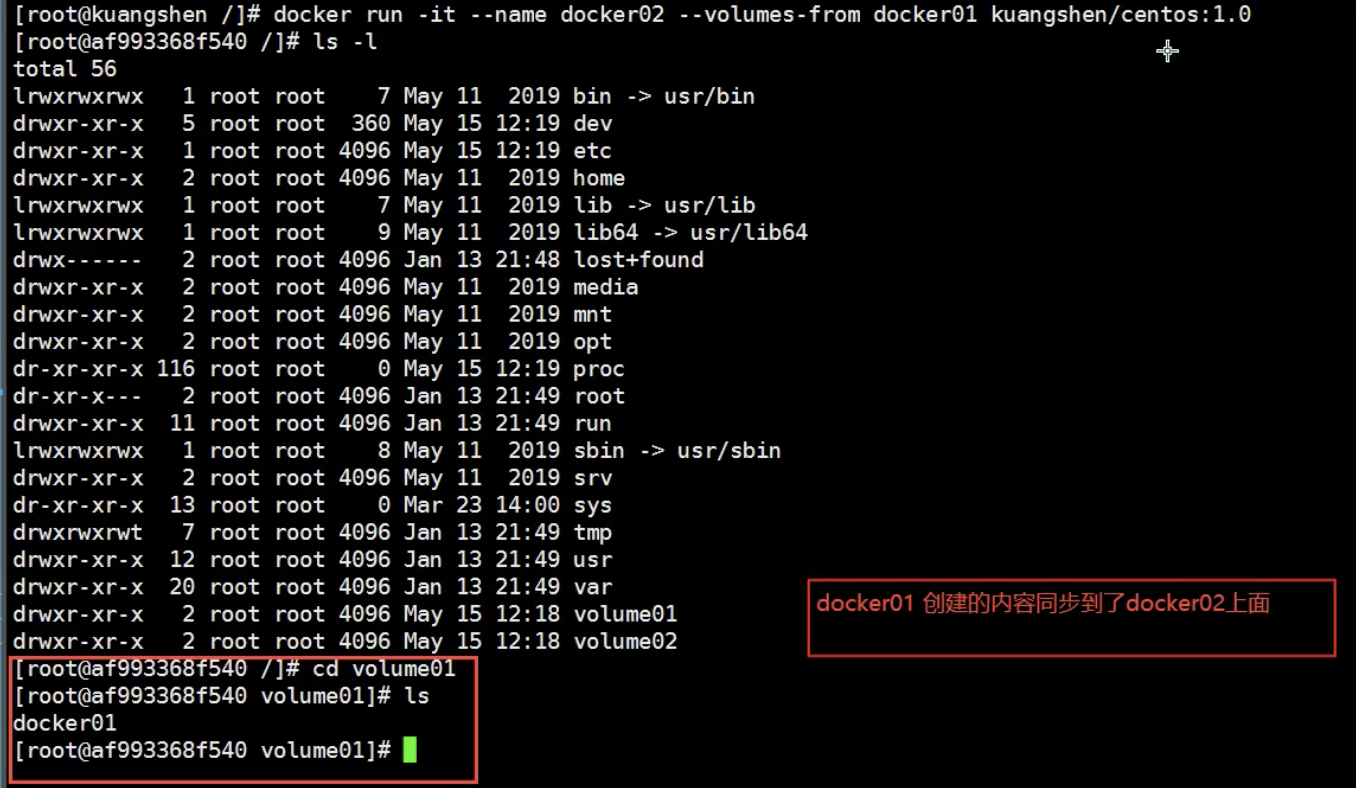 [root@kuangshen /]# docker run -it --name docker02 --volumes-from docker01 kuangshen/centos:1.0
[root@af993368f540 /]# ls -l
total 56
lrwxrwxrwx   1 root root    7 May 11  2019 bin -> usr/bin
drwxr-xr-x   5 root root  360 May 15 12:19 dev
drwxr-xr-x   1 root root 4096 May 15 12:19 etc
drwxr-xr-x   2 root root 4096 May 11  2019 home
lrwxrwxrwx   1 root root    7 May 11  2019 lib -> usr/lib
lrwxrwxrwx   1 root root    9 May 11  2019 lib64 -> usr/lib64
drwx------   2 root root 4096 Jan 13 21:48 lost+found
drwxr-xr-x   2 root root 4096 May 11  2019 media
drwxr-xr-x   2 root root 4096 May 11  2019 mnt
drwxr-xr-x   2 root root 4096 May 11  2019 opt
dr-xr-xr-x 116 root root    0 May 15 12:19 proc
dr-xr-x---   2 root root 4096 Jan 13 21:49 root
drwxr-xr-x  11 root root 4096 Jan 13 21:49 run
lrwxrwxrwx   1 root root    8 May 11  2019 sbin -> usr/sbin
drwxr-xr-x   2 root root 4096 May 11  2019 srv
dr-xr-xr-x  13 root root    0 Mar 23 14:00 sys
drwxrwxrwt   7 root root 4096 Jan 13 21:49 tmp
drwxr-xr-x  12 root root 4096 Jan 13 21:49 usr
drwxr-xr-x  20 root root 4096 Jan 13 21:49 var
drwxr-xr-x   2 root root 4096 May 15 12:18 volume01
docker01 创建的内容同步到了docker02上面
drwxr-xr-x   2 root root 4096 May 15 12:18 volume02
[root@af993368f540 /]# cd volume01
[root@af993368f540 volume01]# ls
docker01
[root@af993368f540 volume01]#